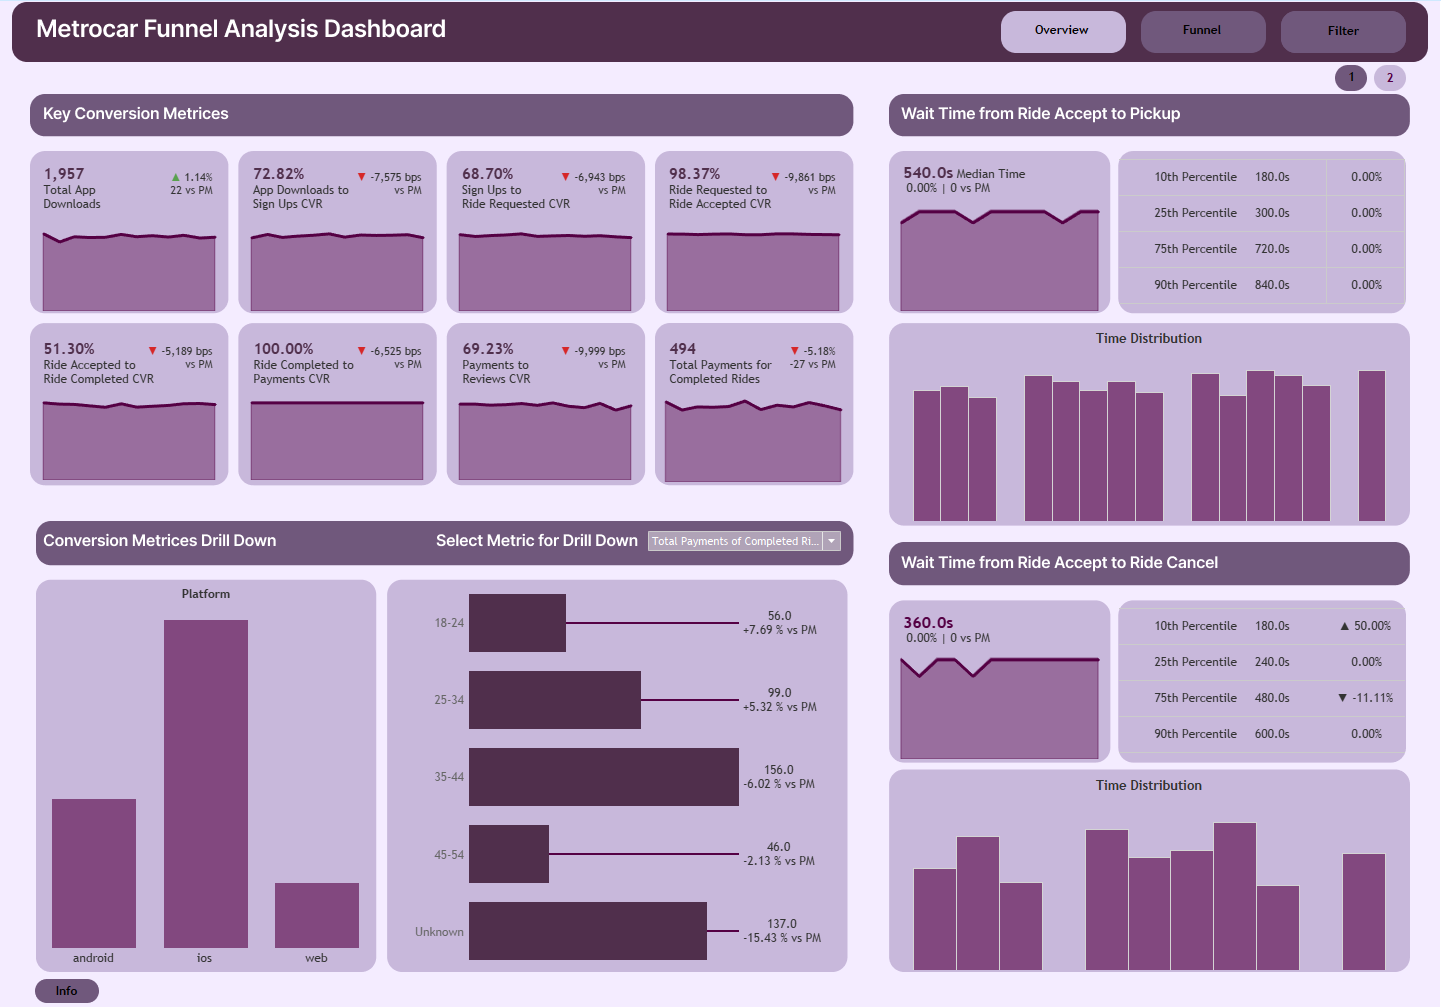 Metrocar Funnel Analysis Dashboard
Overview
Funnel
Filter
1
2
Key Conversion Metrices
1,957
▲ 1.14%
Total App
22 vs PM
Downloads
72.82%
▼ -7,575 bps
App Downloads to
vs PM
Sign Ups CVR
68.70%
▼ -6,943 bps
Sign Ups to
vs PM
Ride Requested CVR
98.37%
▼ -9,861 bps
Ride Requested to
vs PM
Ride Accepted CVR
51.30%
▼ -5,189 bps
Ride Accepted to
vs PM
Ride Completed CVR
100.00%
▼ -6,525 bps
Ride Completed to
vs PM
Payments CVR
69.23%
▼ -9,999 bps
Payments to
vs PM
Reviews CVR
494
▼ -5.18%
Total Payments for
-27 vs PM
Completed Rides
Conversion Metrices Drill Down
Select Metric for Drill Down
Total Payments of Completed Ri...
Platform
android
ios
web
18-24
56.0
+7.69 % vs PM
25-34
99.0
+5.32 % vs PM
35-44
156.0
-6.02 % vs PM
45-54
46.0
-2.13 % vs PM
Unknown
137.0
-15.43 % vs PM
Info
Wait Time from Ride Accept to Pickup
540.0s Median Time
0.00% | 0 vs PM
10th Percentile 180.0s 0.00%
25th Percentile 300.0s 0.00%
75th Percentile 720.0s 0.00%
90th Percentile 840.0s 0.00%
Time Distribution
Wait Time from Ride Accept to Ride Cancel
360.0s
0.00% | 0 vs PM
10th Percentile 180.0s ▲ 50.00%
25th Percentile 240.0s 0.00%
75th Percentile 480.0s ▼ -11.11%
90th Percentile 600.0s 0.00%
Time Distribution